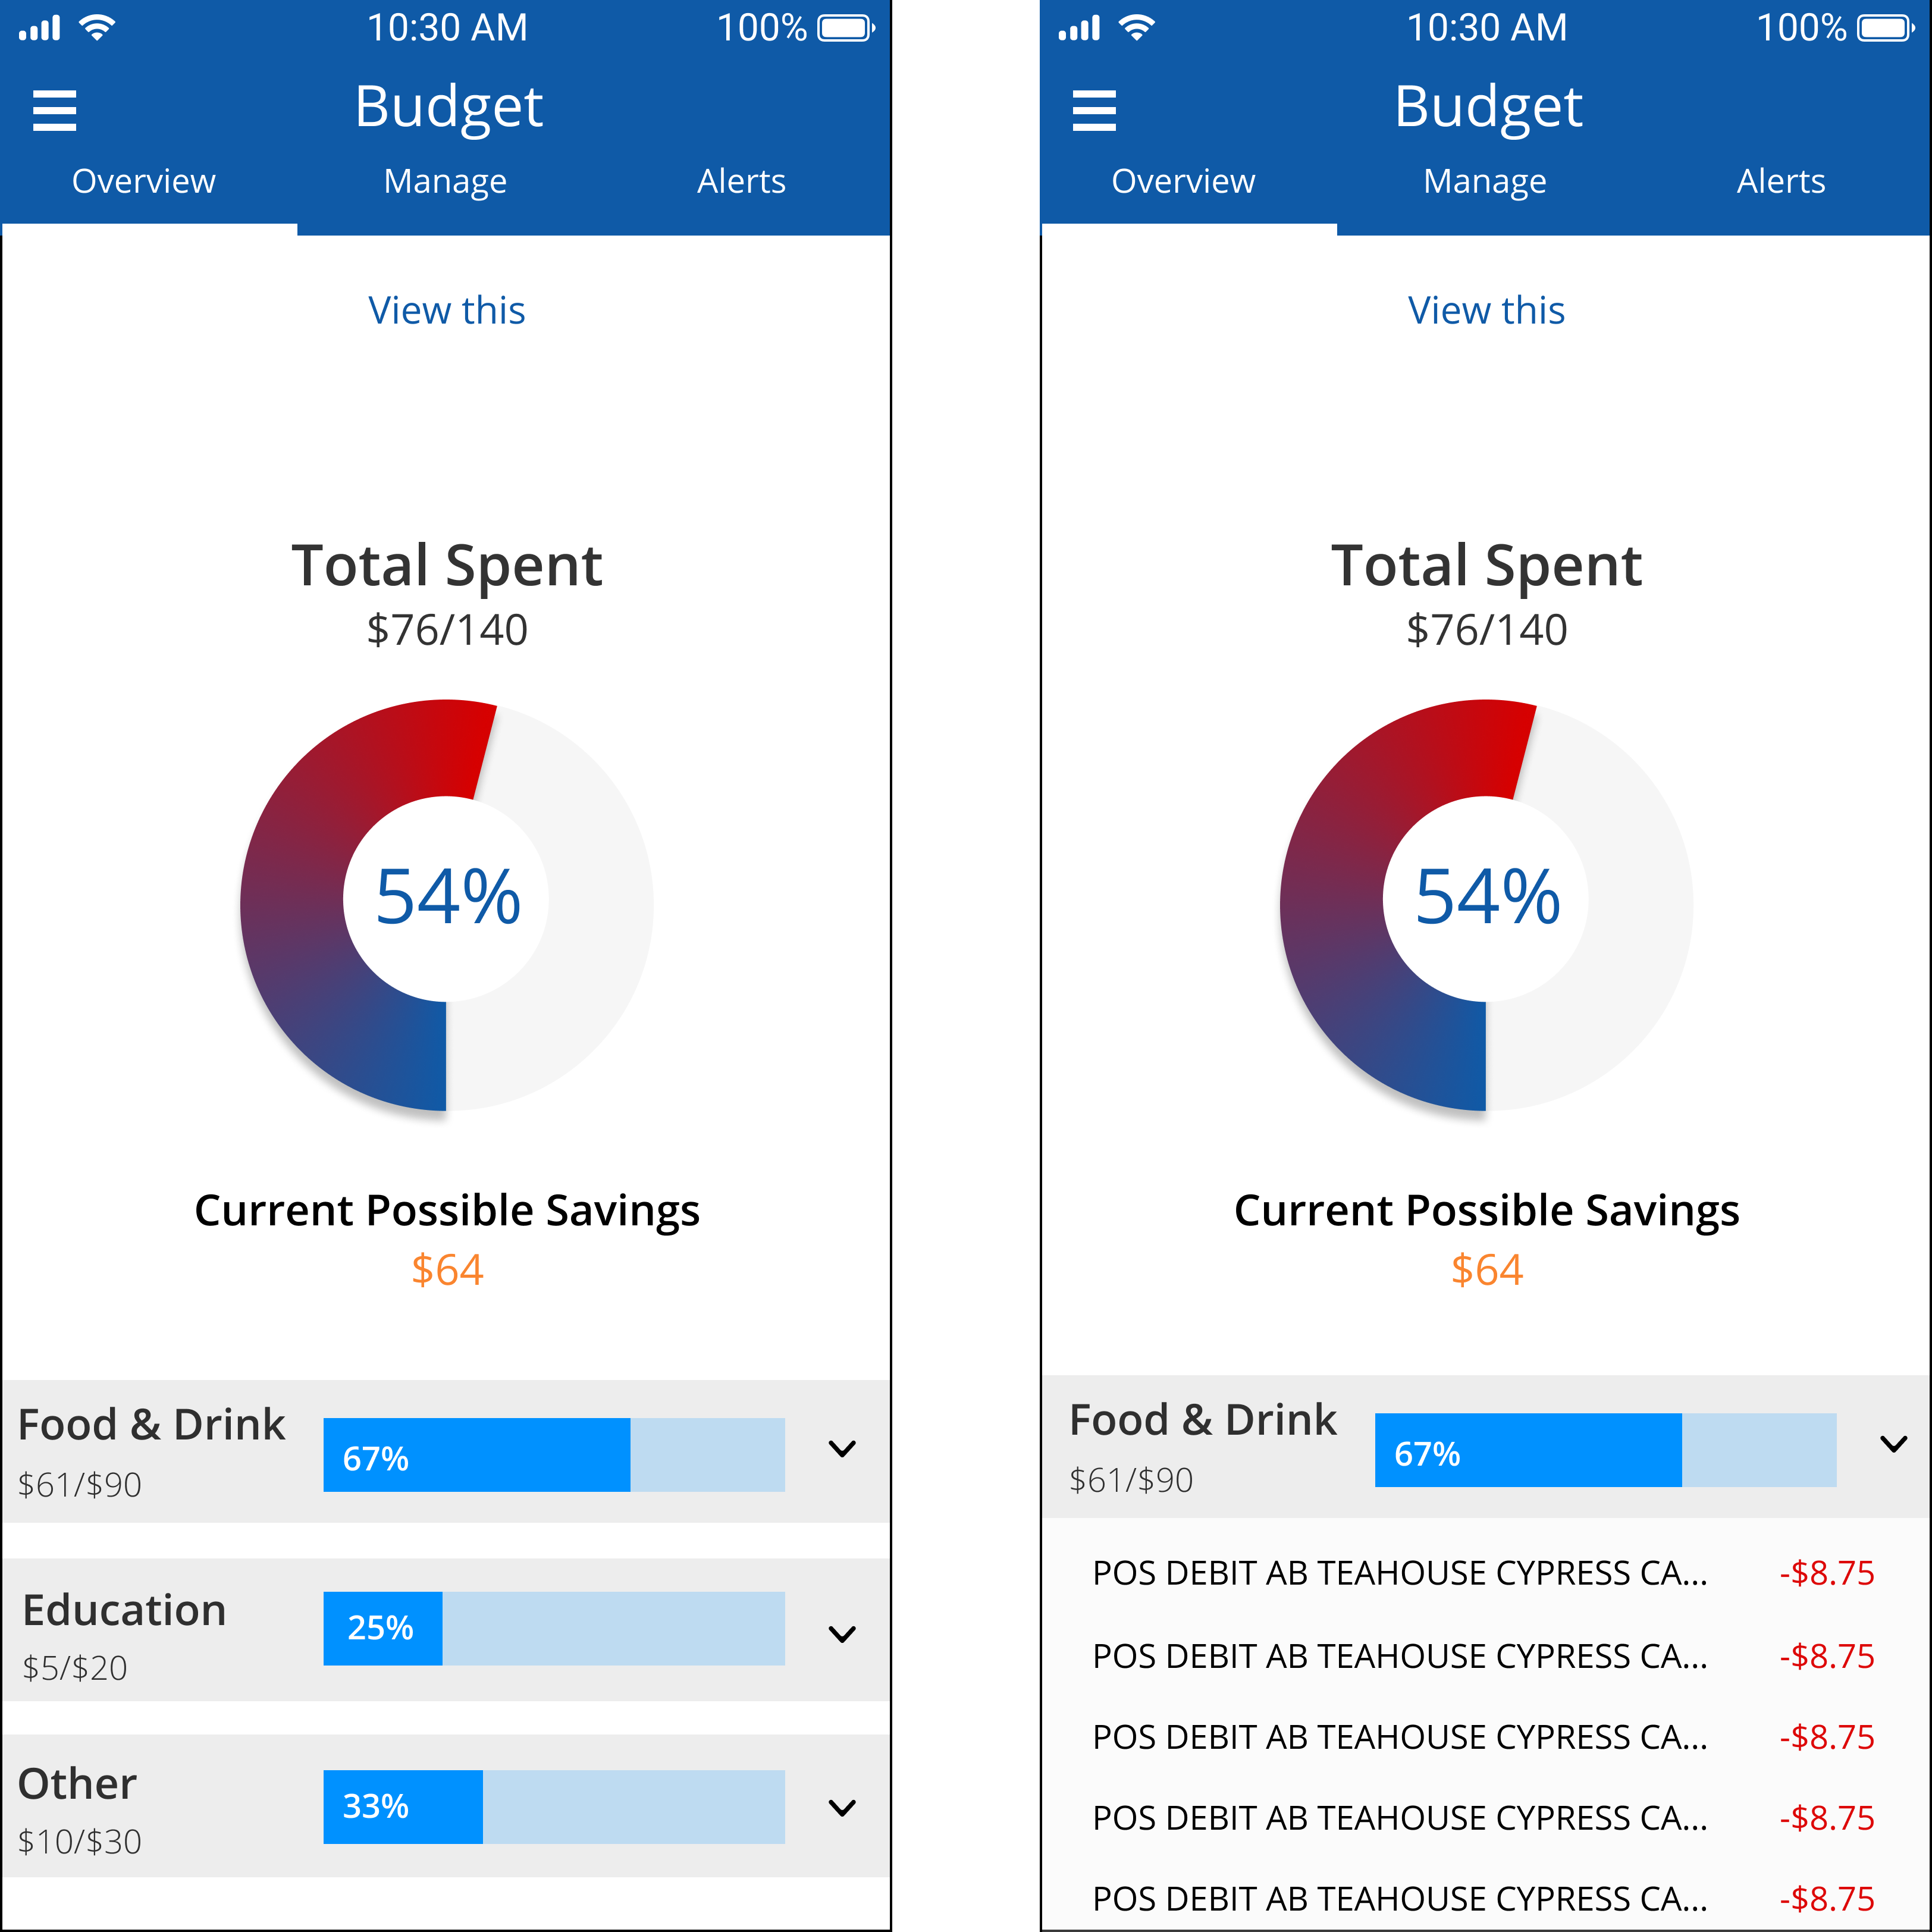 10:30 AM 100%
Budget
Overview Manage Alerts
View this
Total Spent
$76/140
54%
Current Possible Savings
$64
Food & Drink
67%
$61/$90
Education
25%
$5/$20
Other
33%
$10/$30
10:30 AM 100%
Budget
Overview Manage Alerts
View this
Total Spent
$76/140
54%
Current Possible Savings
$64
Food & Drink
67%
$61/$90
POS DEBIT AB TEAHOUSE CYPRESS CA... -$8.75
POS DEBIT AB TEAHOUSE CYPRESS CA... -$8.75
POS DEBIT AB TEAHOUSE CYPRESS CA... -$8.75
POS DEBIT AB TEAHOUSE CYPRESS CA... -$8.75
POS DEBIT AB TEAHOUSE CYPRESS CA... -$8.75